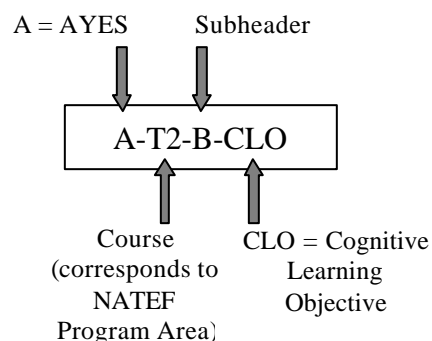 A = AYES
Subheader
A-T2-B-CLO
Course
(corresponds to
NATEF
Program Area)
CLO = Cognitive
Learning
Objective